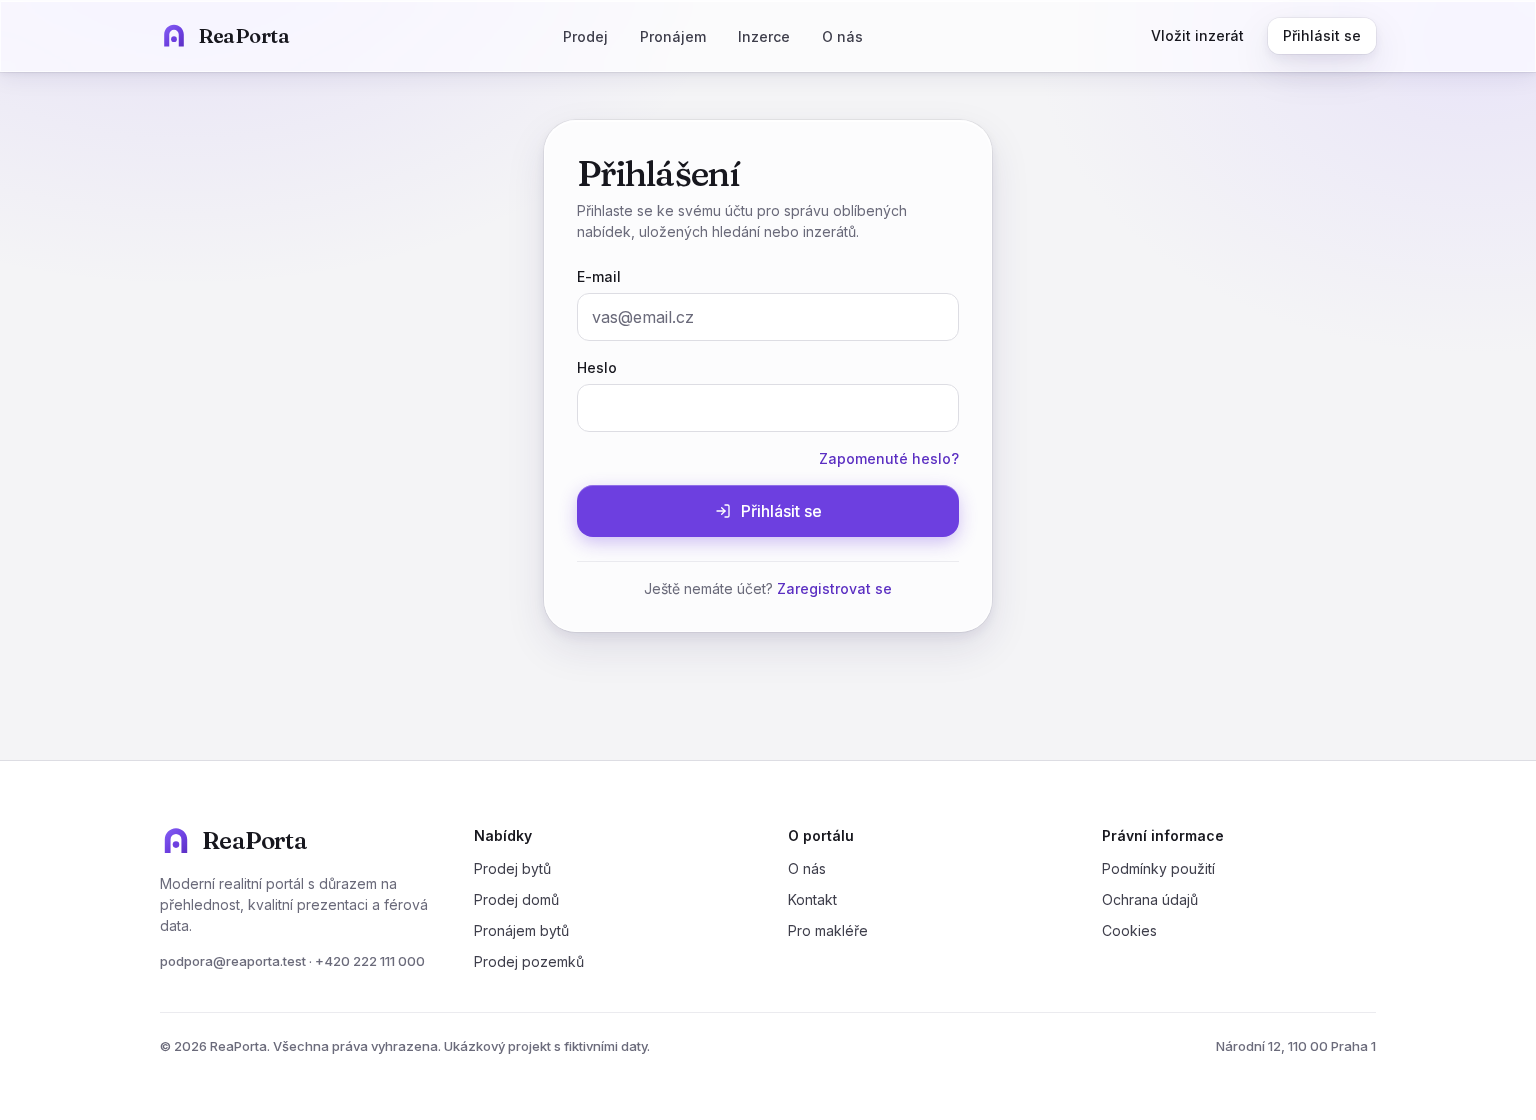 ReaPorta
Prodej
Pronájem
Inzerce
O nás
Vložit inzerát
Přihlásit se
Přihlášení
Přihlaste se ke svému účtu pro správu oblíbených
nabídek, uložených hledání nebo inzerátů.
E-mail
vas@email.cz
Heslo
Zapomenuté heslo?
Přihlásit se
Ještě nemáte účet? Zaregistrovat se
ReaPorta
Moderní realitní portál s důrazem na
přehlednost, kvalitní prezentaci a férová
data.
podpora@reaporta.test · +420 222 111 000
Nabídky
Prodej bytů
Prodej domů
Pronájem bytů
Prodej pozemků
O portálu
O nás
Kontakt
Pro makléře
Právní informace
Podmínky použití
Ochrana údajů
Cookies
© 2026 ReaPorta. Všechna práva vyhrazena. Ukázkový projekt s fiktivními daty.
Národní 12, 110 00 Praha 1